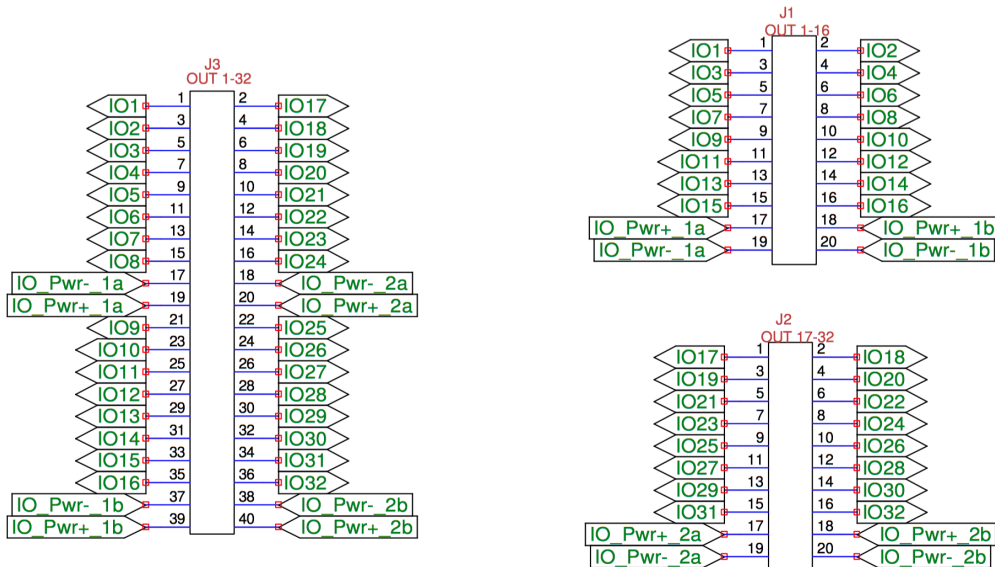 J3
OUT 1-32
IO1 1 2 IO17
IO2 3 4 IO18
IO3 5 6 IO19
IO4 7 8 IO20
IO5 9 10 IO21
IO6 11 12 IO22
IO7 13 14 IO23
IO8 15 16 IO24
IO_Pwr-_1a 17 18 IO_Pwr-_2a
IO_Pwr+_1a 19 20 IO_Pwr+_2a
IO9 21 22 IO25
IO10 23 24 IO26
IO11 25 26 IO27
IO12 27 28 IO28
IO13 29 30 IO29
IO14 31 32 IO30
IO15 33 34 IO31
IO16 35 36 IO32
IO_Pwr-_1b 37 38 IO_Pwr-_2b
IO_Pwr+_1b 39 40 IO_Pwr+_2b
J1
OUT 1-16
IO1 1 2 IO2
IO3 3 4 IO4
IO5 5 6 IO6
IO7 7 8 IO8
IO9 9 10 IO10
IO11 11 12 IO12
IO13 13 14 IO14
IO15 15 16 IO16
IO_Pwr+_1a 17 18 IO_Pwr+_1b
IO_Pwr-_1a 19 20 IO_Pwr-_1b
J2
OUT 17-32
IO17 1 2 IO18
IO19 3 4 IO20
IO21 5 6 IO22
IO23 7 8 IO24
IO25 9 10 IO26
IO27 11 12 IO28
IO29 13 14 IO30
IO31 15 16 IO32
IO_Pwr+_2a 17 18 IO_Pwr+_2b
IO_Pwr-_2a 19 20 IO_Pwr-_2b